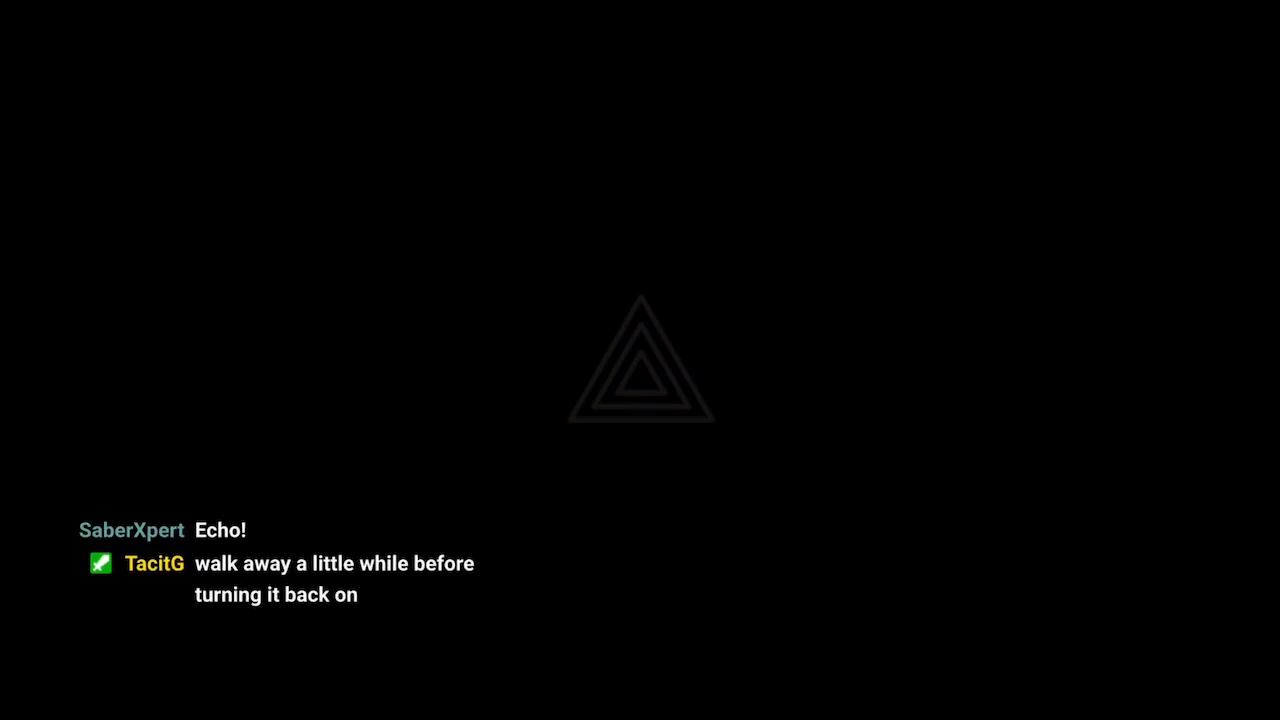 SaberXpert Echo!
TacitG walk away a little while before
turning it back on